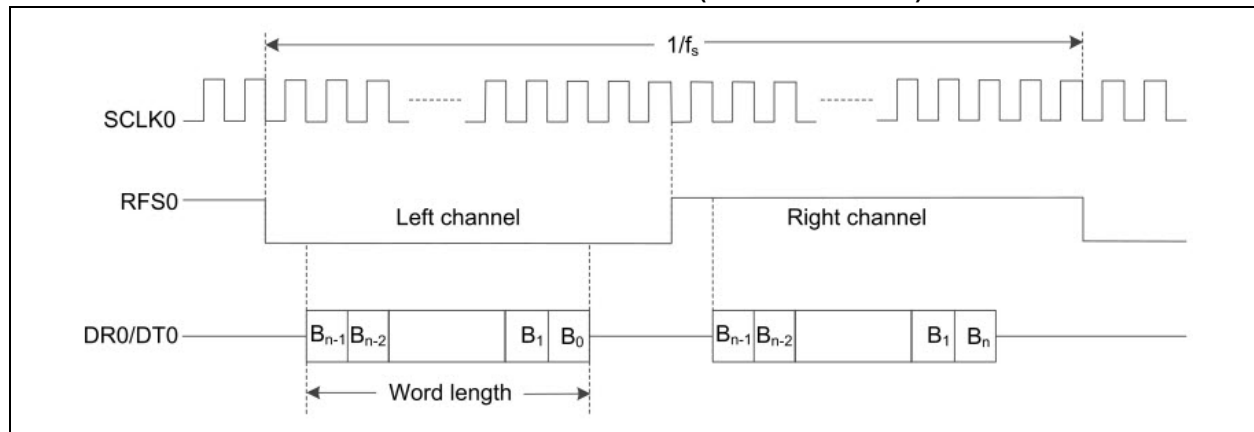 1/fs
SCLK0
RFS0
Left channel
Right channel
DR0/DT0
Bn-1 Bn-2 B1 B0 Bn-1 Bn-2 B1 Bn
Word length